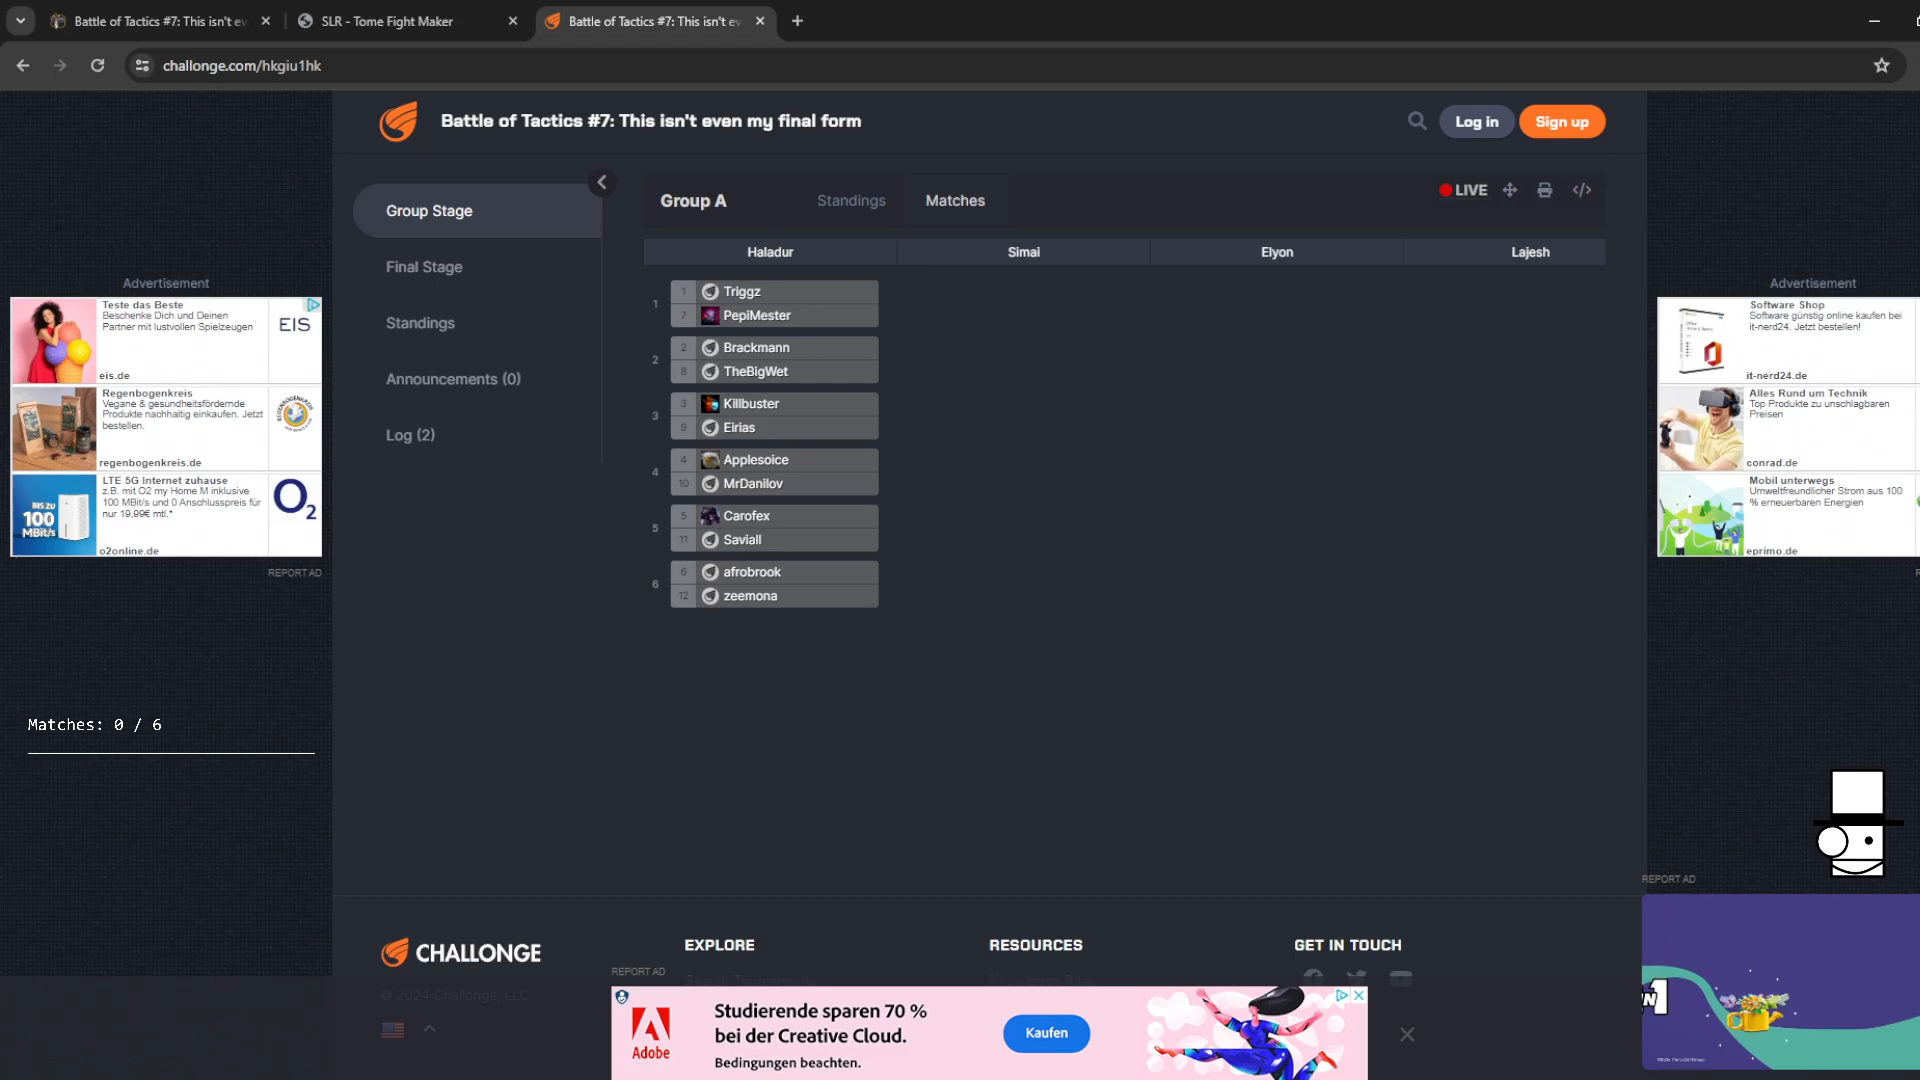 Battle of Tactics #7: This isn't ev
SLR - Tome Fight Maker
Battle of Tactics #7: This isn't ev
challonge.com/hkgiu1hk
Battle of Tactics #7: This isn't even my final form
Log in
Sign up
Group Stage
Final Stage
Standings
Announcements (0)
Log (2)
Group A
Standings
Matches
LIVE
Haladur
Simai
Elyon
Lajesh
1
1 Triggz
7 PepiMester
2
2 Brackmann
8 TheBigWet
3
3 Killbuster
9 Eirias
4
4 Applesoice
10 MrDanilov
5
5 Carofex
11 Saviall
6
6 afrobrook
12 zeemona
Advertisement
Teste das Beste
Beschenke Dich und Deinen
Partner mit lustvollen Spielzeugen
EIS
eis.de
Regenbogenkreis
Vegane & gesundheitsfördernde
Produkte nachhaltig einkaufen. Jetzt
bestellen.
regenbogenkreis.de
LTE 5G Internet zuhause
z.B. mit O2 my Home M inklusive
100 MBit/s und 0 Anschlusspreis für
nur 19,99€ mtl.*
BIS ZU
100
MBit/s
O2
o2online.de
REPORT AD
Advertisement
Software Shop
Software günstig online kaufen bei
it-nerd24. Jetzt bestellen!
it-nerd24.de
Alles Rund um Technik
Top Produkte zu unschlagbaren
Preisen
conrad.de
Mobil unterwegs
Umweltfreundlicher Strom aus 100
% erneuerbaren Energien
eprimo.de
Matches: 0 / 6
REPORT AD
CHALLONGE
EXPLORE
RESOURCES
GET IN TOUCH
REPORT AD
© 2024 Challonge, LLC
Adobe
Studierende sparen 70 %
bei der Creative Cloud.
Bedingungen beachten.
Kaufen